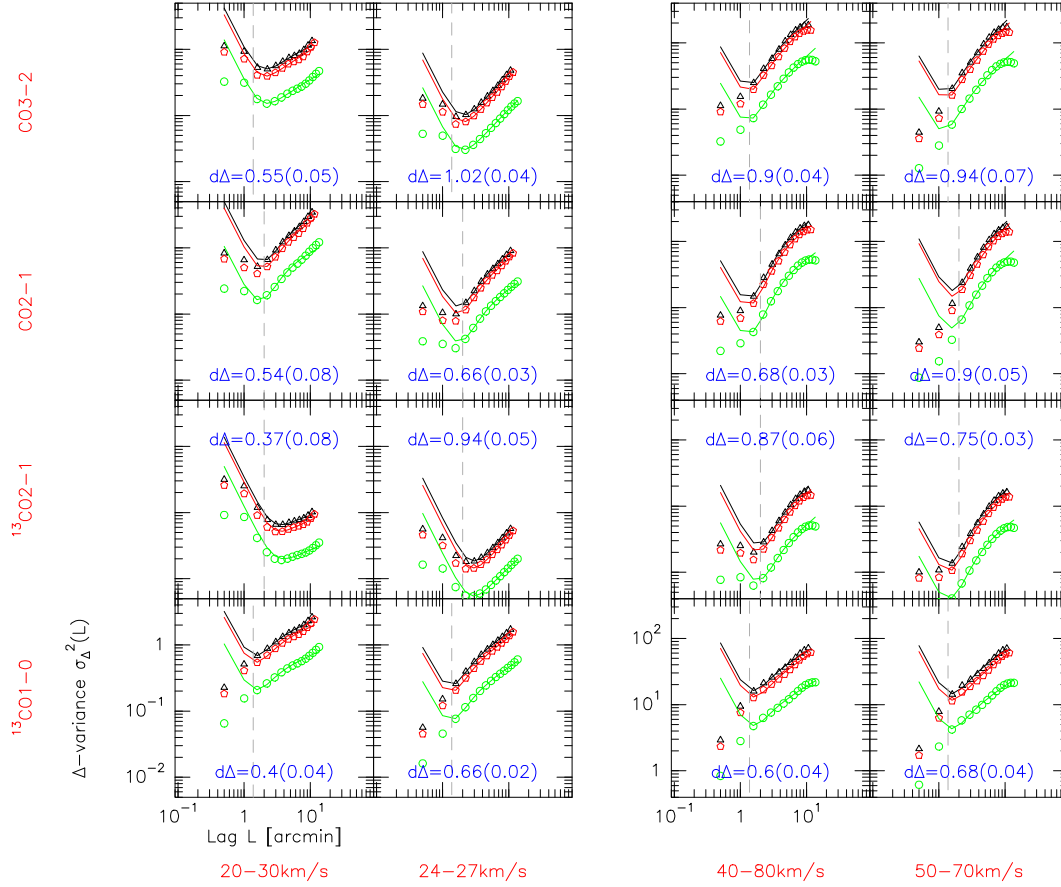 CO3−2
dΔ=0.55(0.05)
dΔ=1.02(0.04)
dΔ=0.9(0.04)
dΔ=0.94(0.07)
CO2−1
dΔ=0.54(0.08)
dΔ=0.66(0.03)
dΔ=0.68(0.03)
dΔ=0.9(0.05)
¹³CO2−1
dΔ=0.37(0.08)
dΔ=0.94(0.05)
dΔ=0.87(0.06)
dΔ=0.75(0.03)
¹³CO1−0
Δ−variance σ_Δ²(L)
1
10⁻¹
10⁻²
10²
10
1
dΔ=0.4(0.04)
dΔ=0.66(0.02)
dΔ=0.6(0.04)
dΔ=0.68(0.04)
10⁻¹ 1 10¹
10⁻¹ 1 10¹
Lag L [arcmin]
20−30km/s
24−27km/s
40−80km/s
50−70km/s